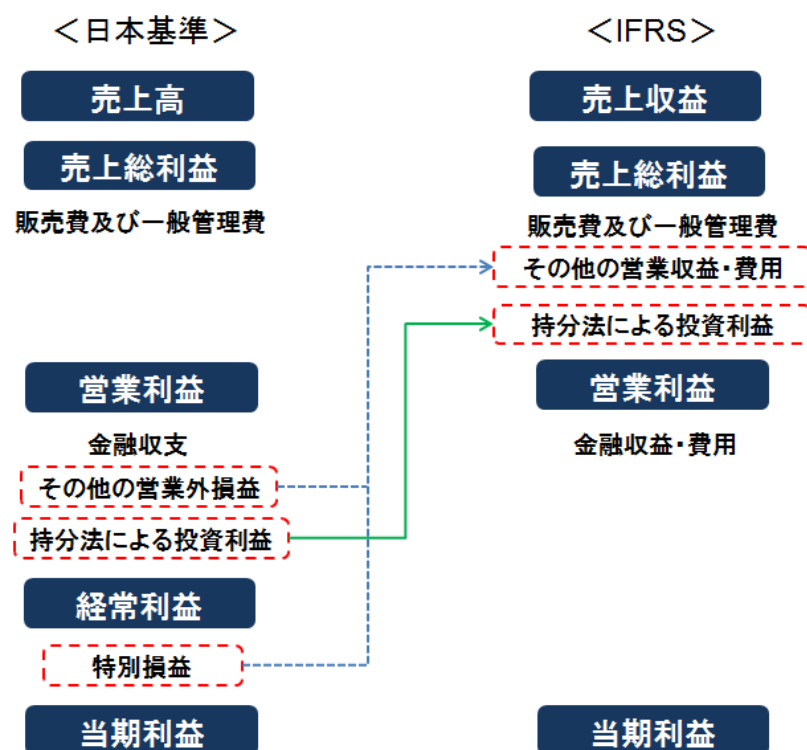 ＜日本基準＞
売上高
売上総利益
販売費及び一般管理費
営業利益
金融収支
その他の営業外損益
持分法による投資利益
経常利益
特別損益
当期利益
＜IFRS＞
売上収益
売上総利益
販売費及び一般管理費
その他の営業収益・費用
持分法による投資利益
営業利益
金融収益・費用
当期利益